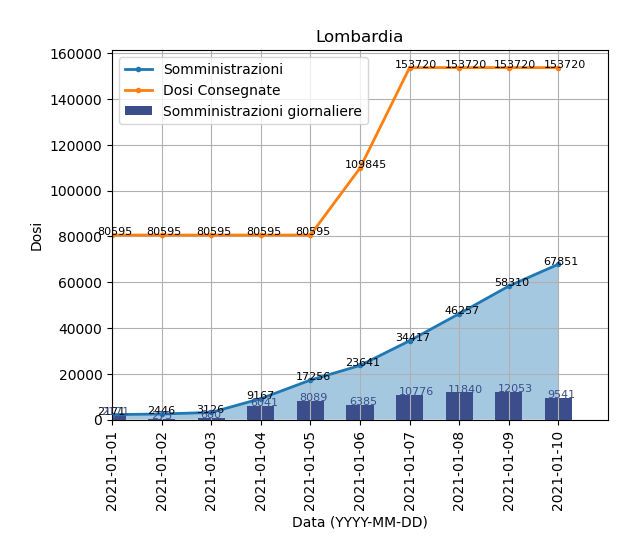 Lombardia
Somministrazioni
Dosi Consegnate
Somministrazioni giornaliere
160000
140000
120000
100000
80000
60000
40000
20000
0
Dosi
80595 80595 80595 80595 80595 109845 153720 153720 153720 153720
2171 2446 3126 9167 17256 23641 34417 46257 58310 67851
6041 8089 6385 10776 11840 12053 9541
2021-01-01
2021-01-02
2021-01-03
2021-01-04
2021-01-05
2021-01-06
2021-01-07
2021-01-08
2021-01-09
2021-01-10
Data (YYYY-MM-DD)